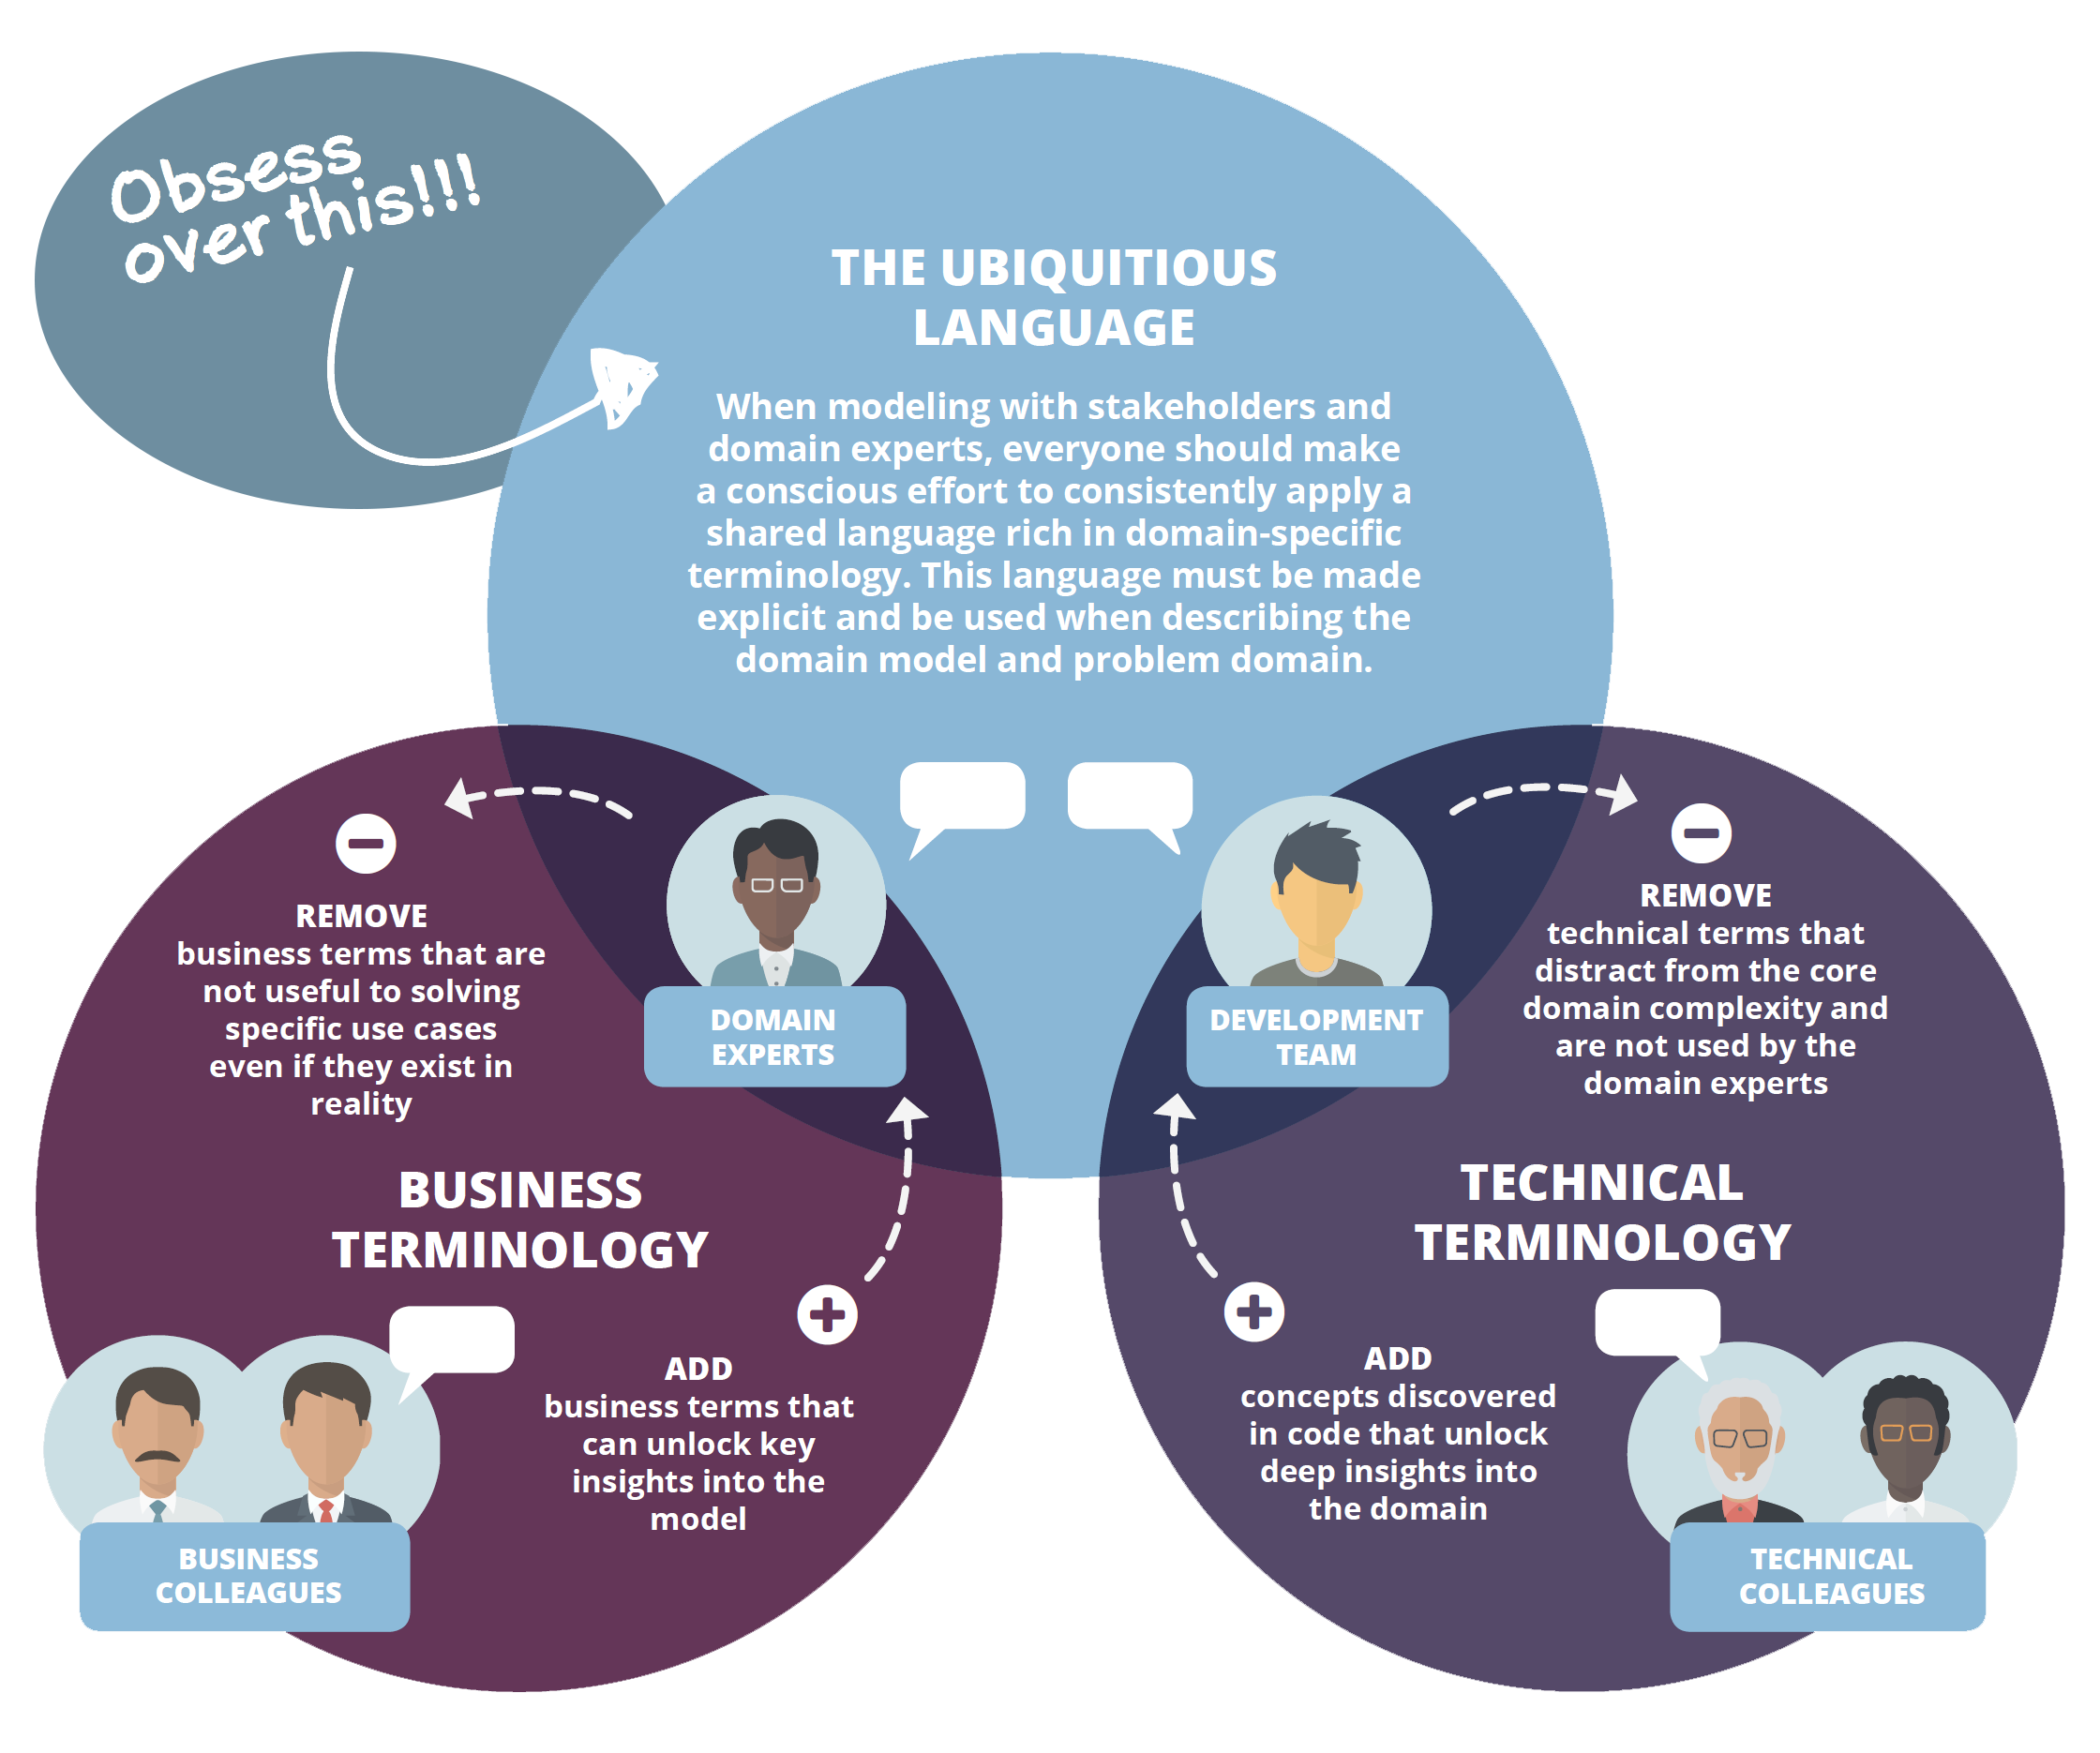 Obsess
over this!!!
THE UBIQUITIOUS
LANGUAGE
When modeling with stakeholders and
domain experts, everyone should make
a conscious effort to consistently apply a
shared language rich in domain-specific
terminology. This language must be made
explicit and be used when describing the
domain model and problem domain.
REMOVE
business terms that are
not useful to solving
specific use cases
even if they exist in
reality
DOMAIN
EXPERTS
DEVELOPMENT
TEAM
REMOVE
technical terms that
distract from the core
domain complexity and
are not used by the
domain experts
BUSINESS
TERMINOLOGY
TECHNICAL
TERMINOLOGY
ADD
business terms that
can unlock key
insights into the
model
ADD
concepts discovered
in code that unlock
deep insights into
the domain
BUSINESS
COLLEAGUES
TECHNICAL
COLLEAGUES